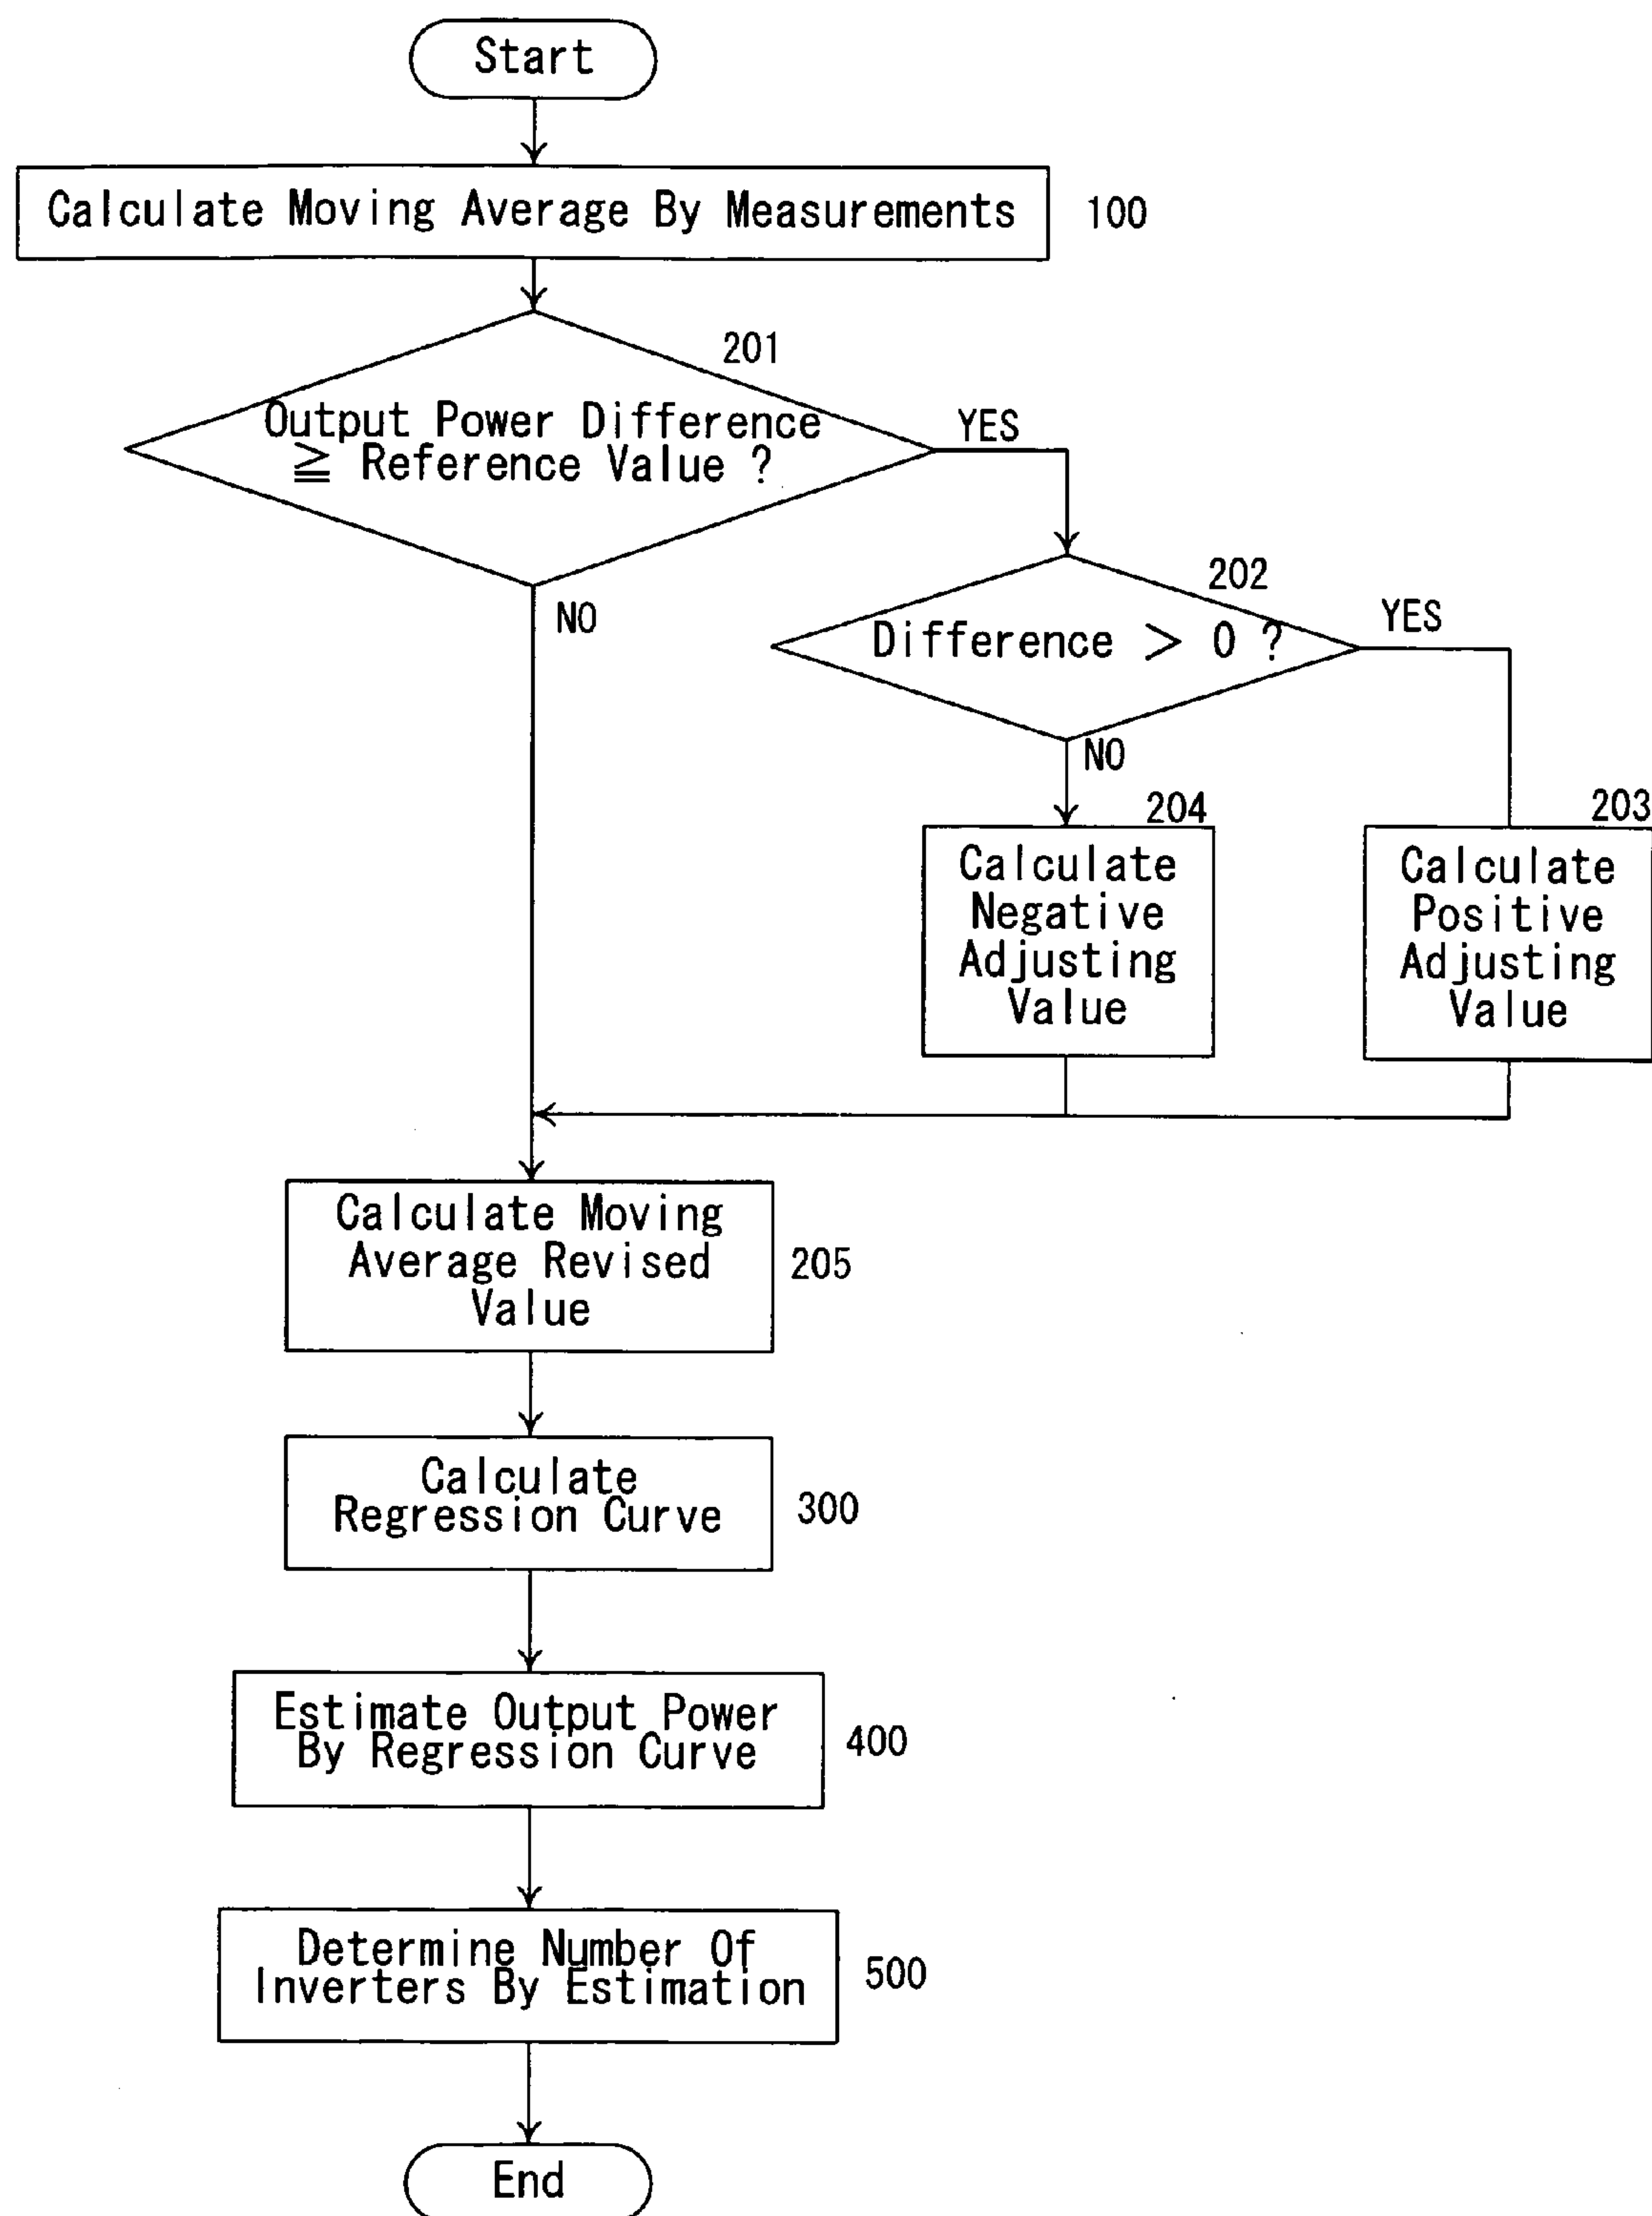 Start
Calculate Moving Average By Measurements
100
201
Output Power Difference
≧ Reference Value ?
YES
NO
202
Difference > 0 ?
YES
NO
204
Calculate
Negative
Adjusting
Value
203
Calculate
Positive
Adjusting
Value
Calculate Moving
Average Revised
Value
205
Calculate
Regression Curve
300
Estimate Output Power
By Regression Curve
400
Determine Number Of
Inverters By Estimation
500
End